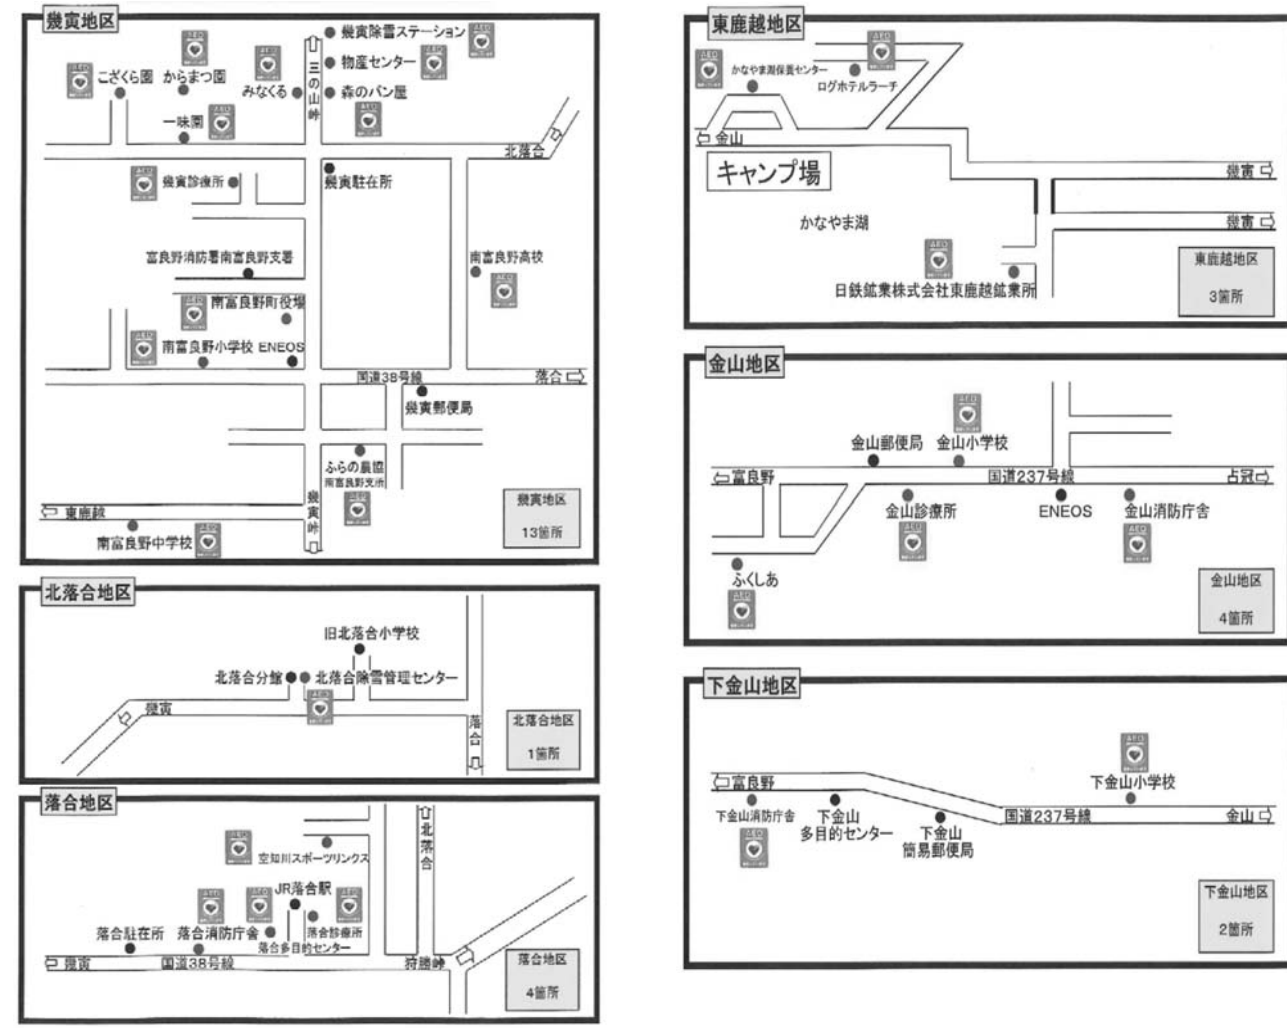 幾寅地区
幾寅除雪ステーション
物産センター
森のパン屋
こざくら園
からまつ園
みなくる
三の山峠
一味園
北落合
幾寅診療所
幾寅駐在所
富良野消防署南富良野支署
南富良野高校
南富良野町役場
南富良野小学校
ENEOS
国道38号線
落合
幾寅郵便局
ふらの農協
南富良野支所
幾寅峠
東鹿越
南富良野中学校
幾寅地区
13箇所
北落合地区
旧北落合小学校
北落合分館
北落合除雪管理センター
幾寅
落合
北落合地区
1箇所
落合地区
北落合
空知川スポーツリンクス
JR落合駅
落合駐在所
落合消防庁舎
落合診療所
落合多目的センター
幾寅
国道38号線
狩勝峠
落合地区
4箇所
東鹿越地区
かなやま湖保養センター
ログホテルラーチ
金山
キャンプ場
幾寅
かなやま湖
幾寅
日鉄鉱業株式会社東鹿越鉱業所
東鹿越地区
3箇所
金山地区
金山郵便局
金山小学校
富良野
国道237号線
占冠
金山診療所
ENEOS
金山消防庁舎
ふくしあ
金山地区
4箇所
下金山地区
富良野
下金山小学校
下金山消防庁舎
下金山
多目的センター
下金山
簡易郵便局
国道237号線
金山
下金山地区
2箇所